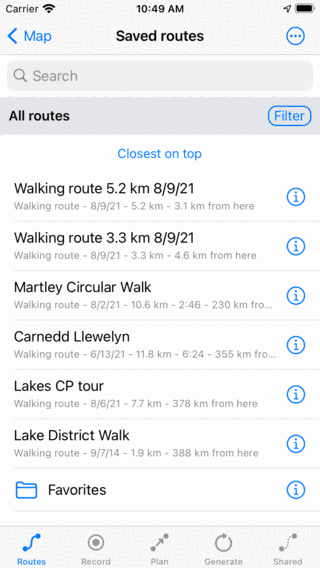 Carrier 10:49 AM
Map Saved routes
Search
All routes Filter
Closest on top
Walking route 5.2 km 8/9/21
Walking route - 8/9/21 - 5.2 km - 3.1 km from here
Walking route 3.3 km 8/9/21
Walking route - 8/9/21 - 3.3 km - 4.6 km from here
Martley Circular Walk
Walking route - 8/2/21 - 10.6 km - 2:46 - 230 km fro...
Carnedd Llewelyn
Walking route - 6/13/21 - 11.8 km - 6:24 - 355 km fro...
Lakes CP tour
Walking route - 8/6/21 - 7.7 km - 378 km from here
Lake District Walk
Walking route - 9/7/14 - 1.9 km - 388 km from here
Favorites
Routes Record Plan Generate Shared